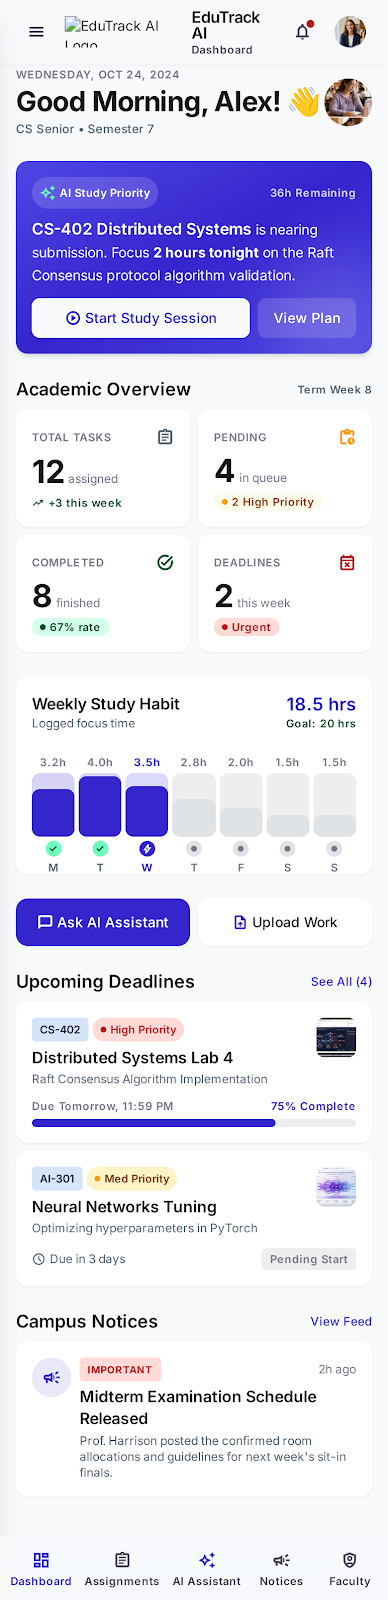 EduTrack AI
Logo
EduTrack
AI
Dashboard
WEDNESDAY, OCT 24, 2024
Good Morning, Alex! 👋
CS Senior • Semester 7
AI Study Priority
36h Remaining
CS-402 Distributed Systems is nearing
submission. Focus 2 hours tonight on the Raft
Consensus protocol algorithm validation.
Start Study Session
View Plan
Academic Overview
Term Week 8
TOTAL TASKS
12 assigned
+3 this week
PENDING
4 in queue
2 High Priority
COMPLETED
8 finished
67% rate
DEADLINES
2 this week
Urgent
Weekly Study Habit
18.5 hrs
Logged focus time
Goal: 20 hrs
3.2h 4.0h 3.5h 2.8h 2.0h 1.5h 1.5h
M T W T F S S
Ask AI Assistant
Upload Work
Upcoming Deadlines
See All (4)
CS-402 High Priority
Distributed Systems Lab 4
Raft Consensus Algorithm Implementation
Due Tomorrow, 11:59 PM
75% Complete
AI-301 Med Priority
Neural Networks Tuning
Optimizing hyperparameters in PyTorch
Due in 3 days
Pending Start
Campus Notices
View Feed
IMPORTANT
2h ago
Midterm Examination Schedule
Released
Prof. Harrison posted the confirmed room
allocations and guidelines for next week's sit-in
finals.
Dashboard Assignments AI Assistant Notices Faculty